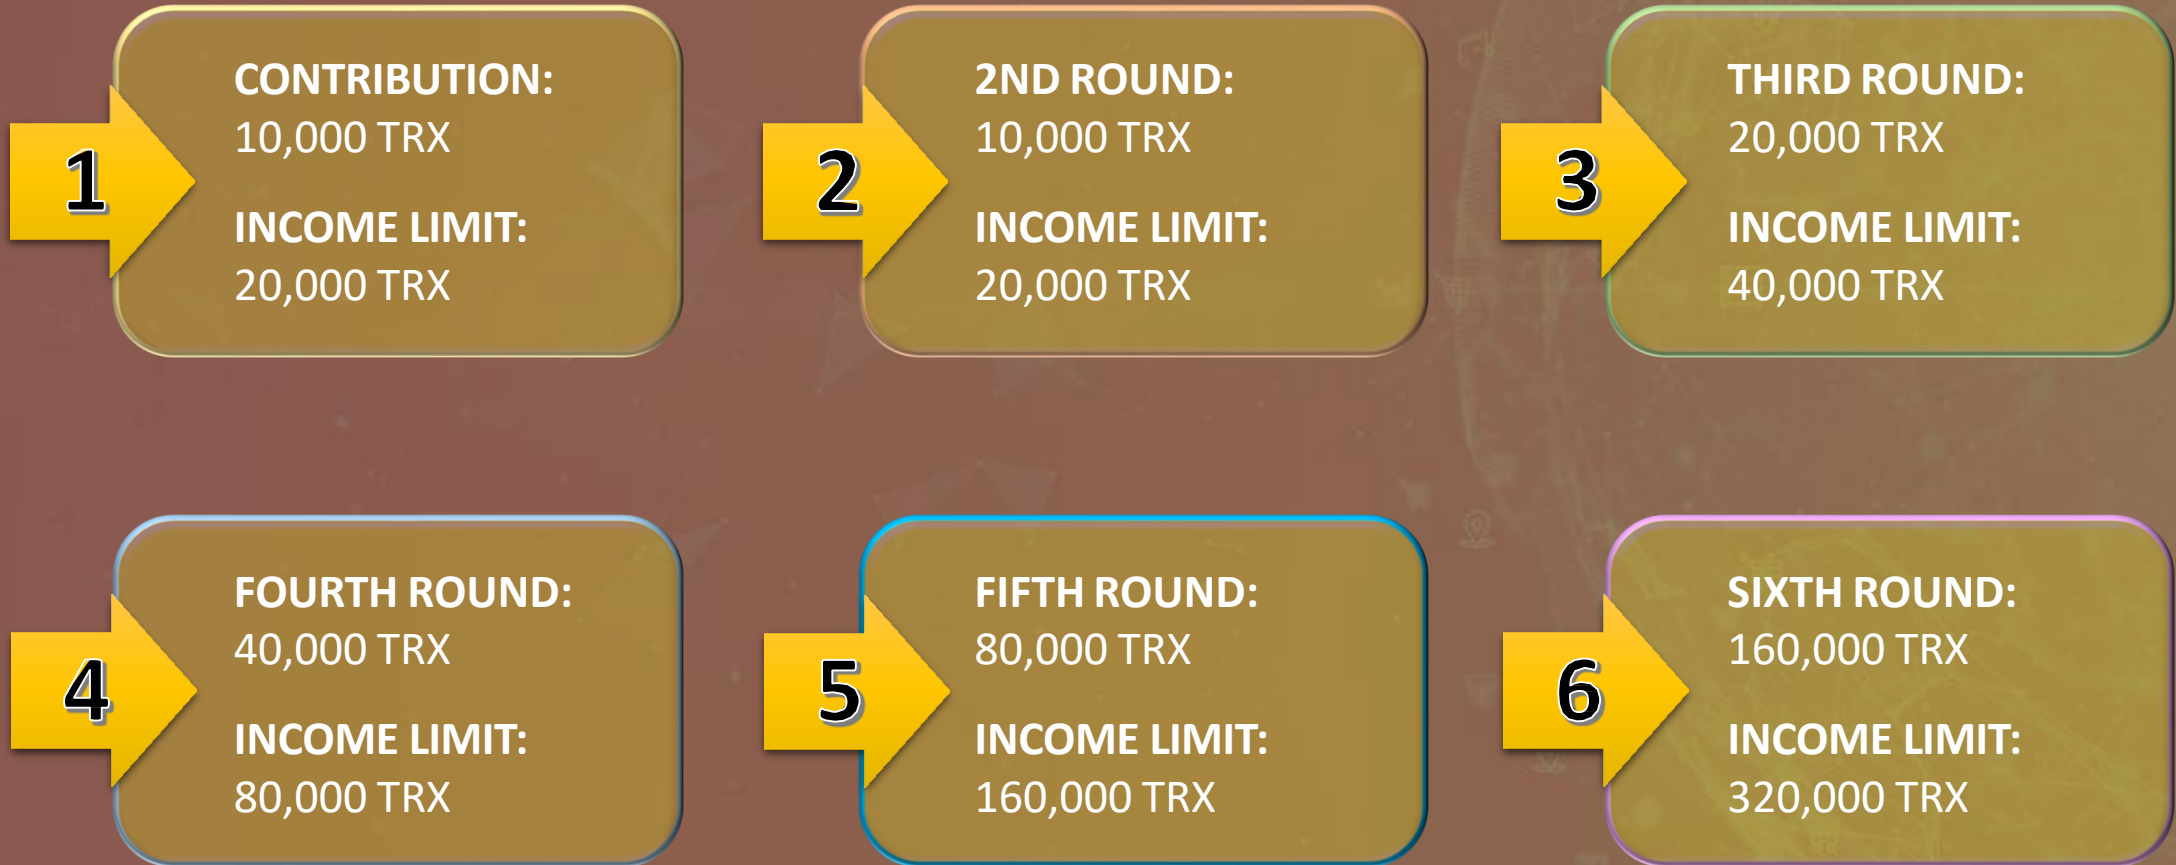 1
CONTRIBUTION:
10,000 TRX
INCOME LIMIT:
20,000 TRX
2
2ND ROUND:
10,000 TRX
INCOME LIMIT:
20,000 TRX
3
THIRD ROUND:
20,000 TRX
INCOME LIMIT:
40,000 TRX
4
FOURTH ROUND:
40,000 TRX
INCOME LIMIT:
80,000 TRX
5
FIFTH ROUND:
80,000 TRX
INCOME LIMIT:
160,000 TRX
6
SIXTH ROUND:
160,000 TRX
INCOME LIMIT:
320,000 TRX